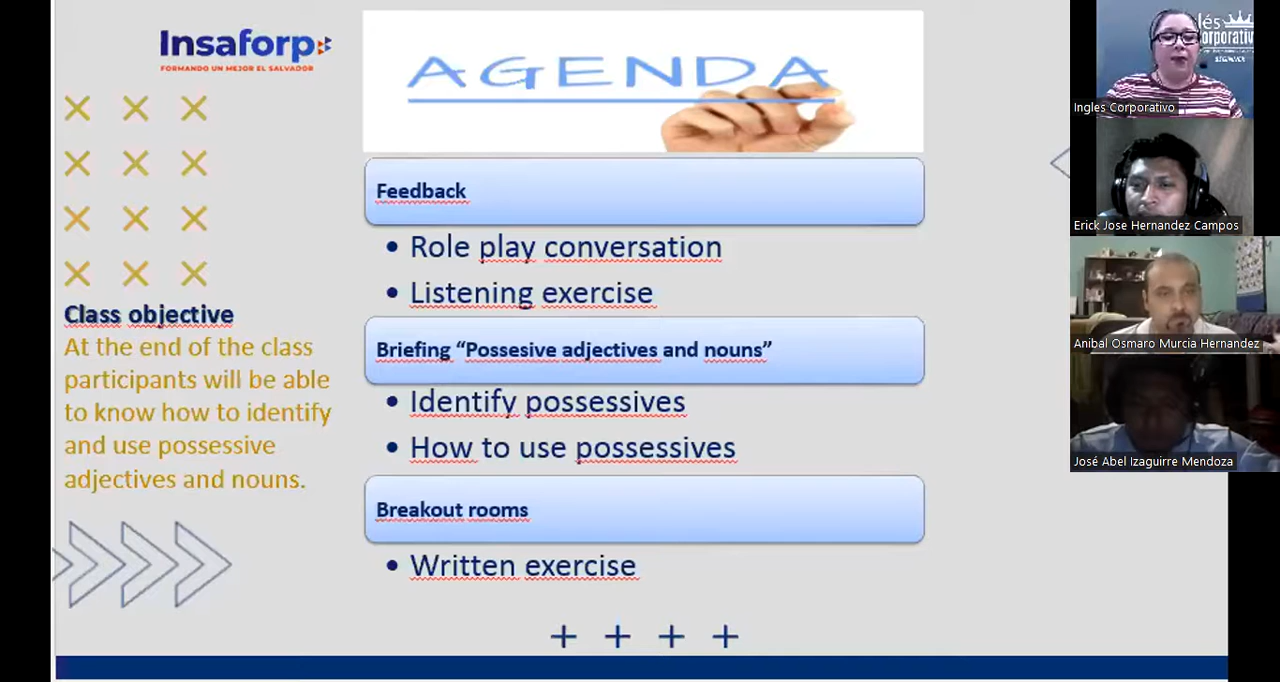 Insaforp
FORMANDO UN MEJOR EL SALVADOR
AGENDA
Class objective
At the end of the class
participants will be able
to know how to identify
and use possessive
adjectives and nouns.
Feedback
• Role play conversation
• Listening exercise
Briefing “Possesive adjectives and nouns”
• Identify possessives
• How to use possessives
Breakout rooms
• Written exercise
Ingles Corporativo
Erick Jose Hernandez Campos
Anibal Osmaro Murcia Hernandez
José Abel Izaguirre Mendoza